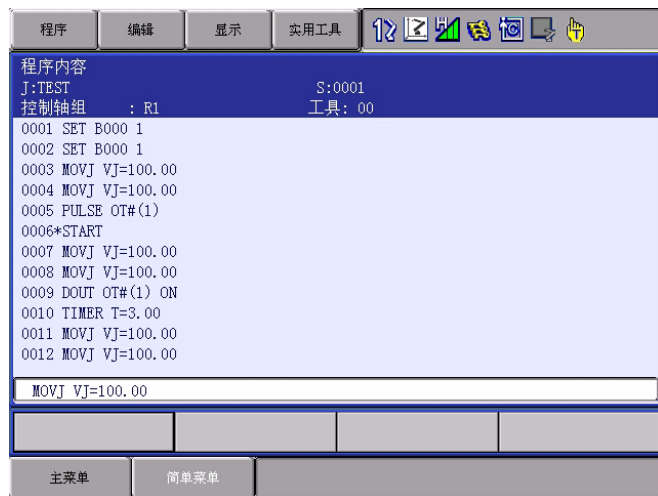 程序 编辑 显示 实用工具
程序内容
J:TEST S:0001
控制轴组 : R1 工具: 00
0001 SET B000 1
0002 SET B000 1
0003 MOVJ VJ=100.00
0004 MOVJ VJ=100.00
0005 PULSE OT#(1)
0006*START
0007 MOVJ VJ=100.00
0008 MOVJ VJ=100.00
0009 DOUT OT#(1) ON
0010 TIMER T=3.00
0011 MOVJ VJ=100.00
0012 MOVJ VJ=100.00
MOVJ VJ=100.00
主菜单 简单菜单